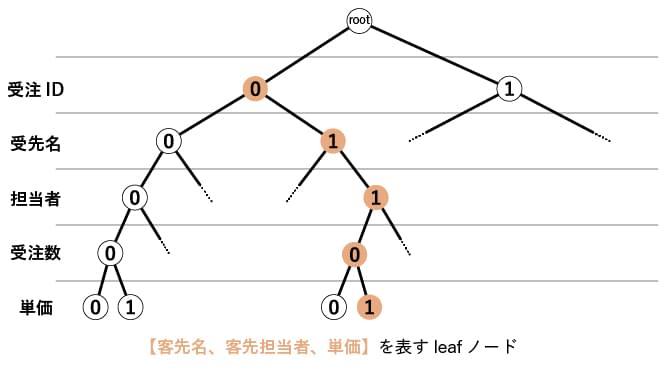 root
受注 ID 0 1
受先名 0 1
担当者 0 1
受注数 0 0
単価 0 1 0 1
【客先名、客先担当者、単価】を表す leaf ノード